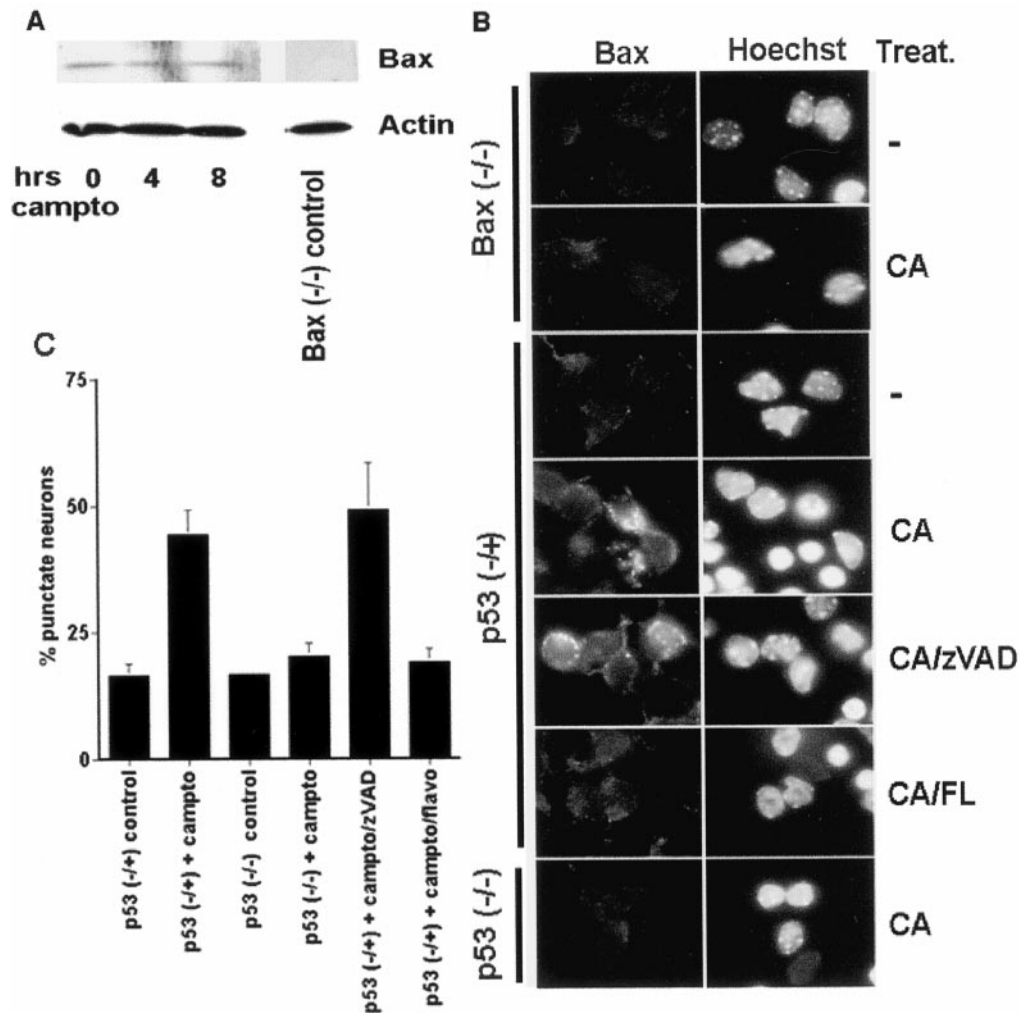 A
Bax
Actin
hrs 0 4 8
campto
Bax (-/-) control
B
Bax Hoechst Treat.
Bax (-/-)
-
CA
p53 (-/+)
-
CA
CA/zVAD
CA/FL
p53 (-/-)
CA
C
% punctate neurons
75
50
25
0
p53 (-/+) control
p53 (-/+) + campto
p53 (-/-) control
p53 (-/-) + campto
p53 (-/+) + campto/zVAD
p53 (-/+) + campto/flavo